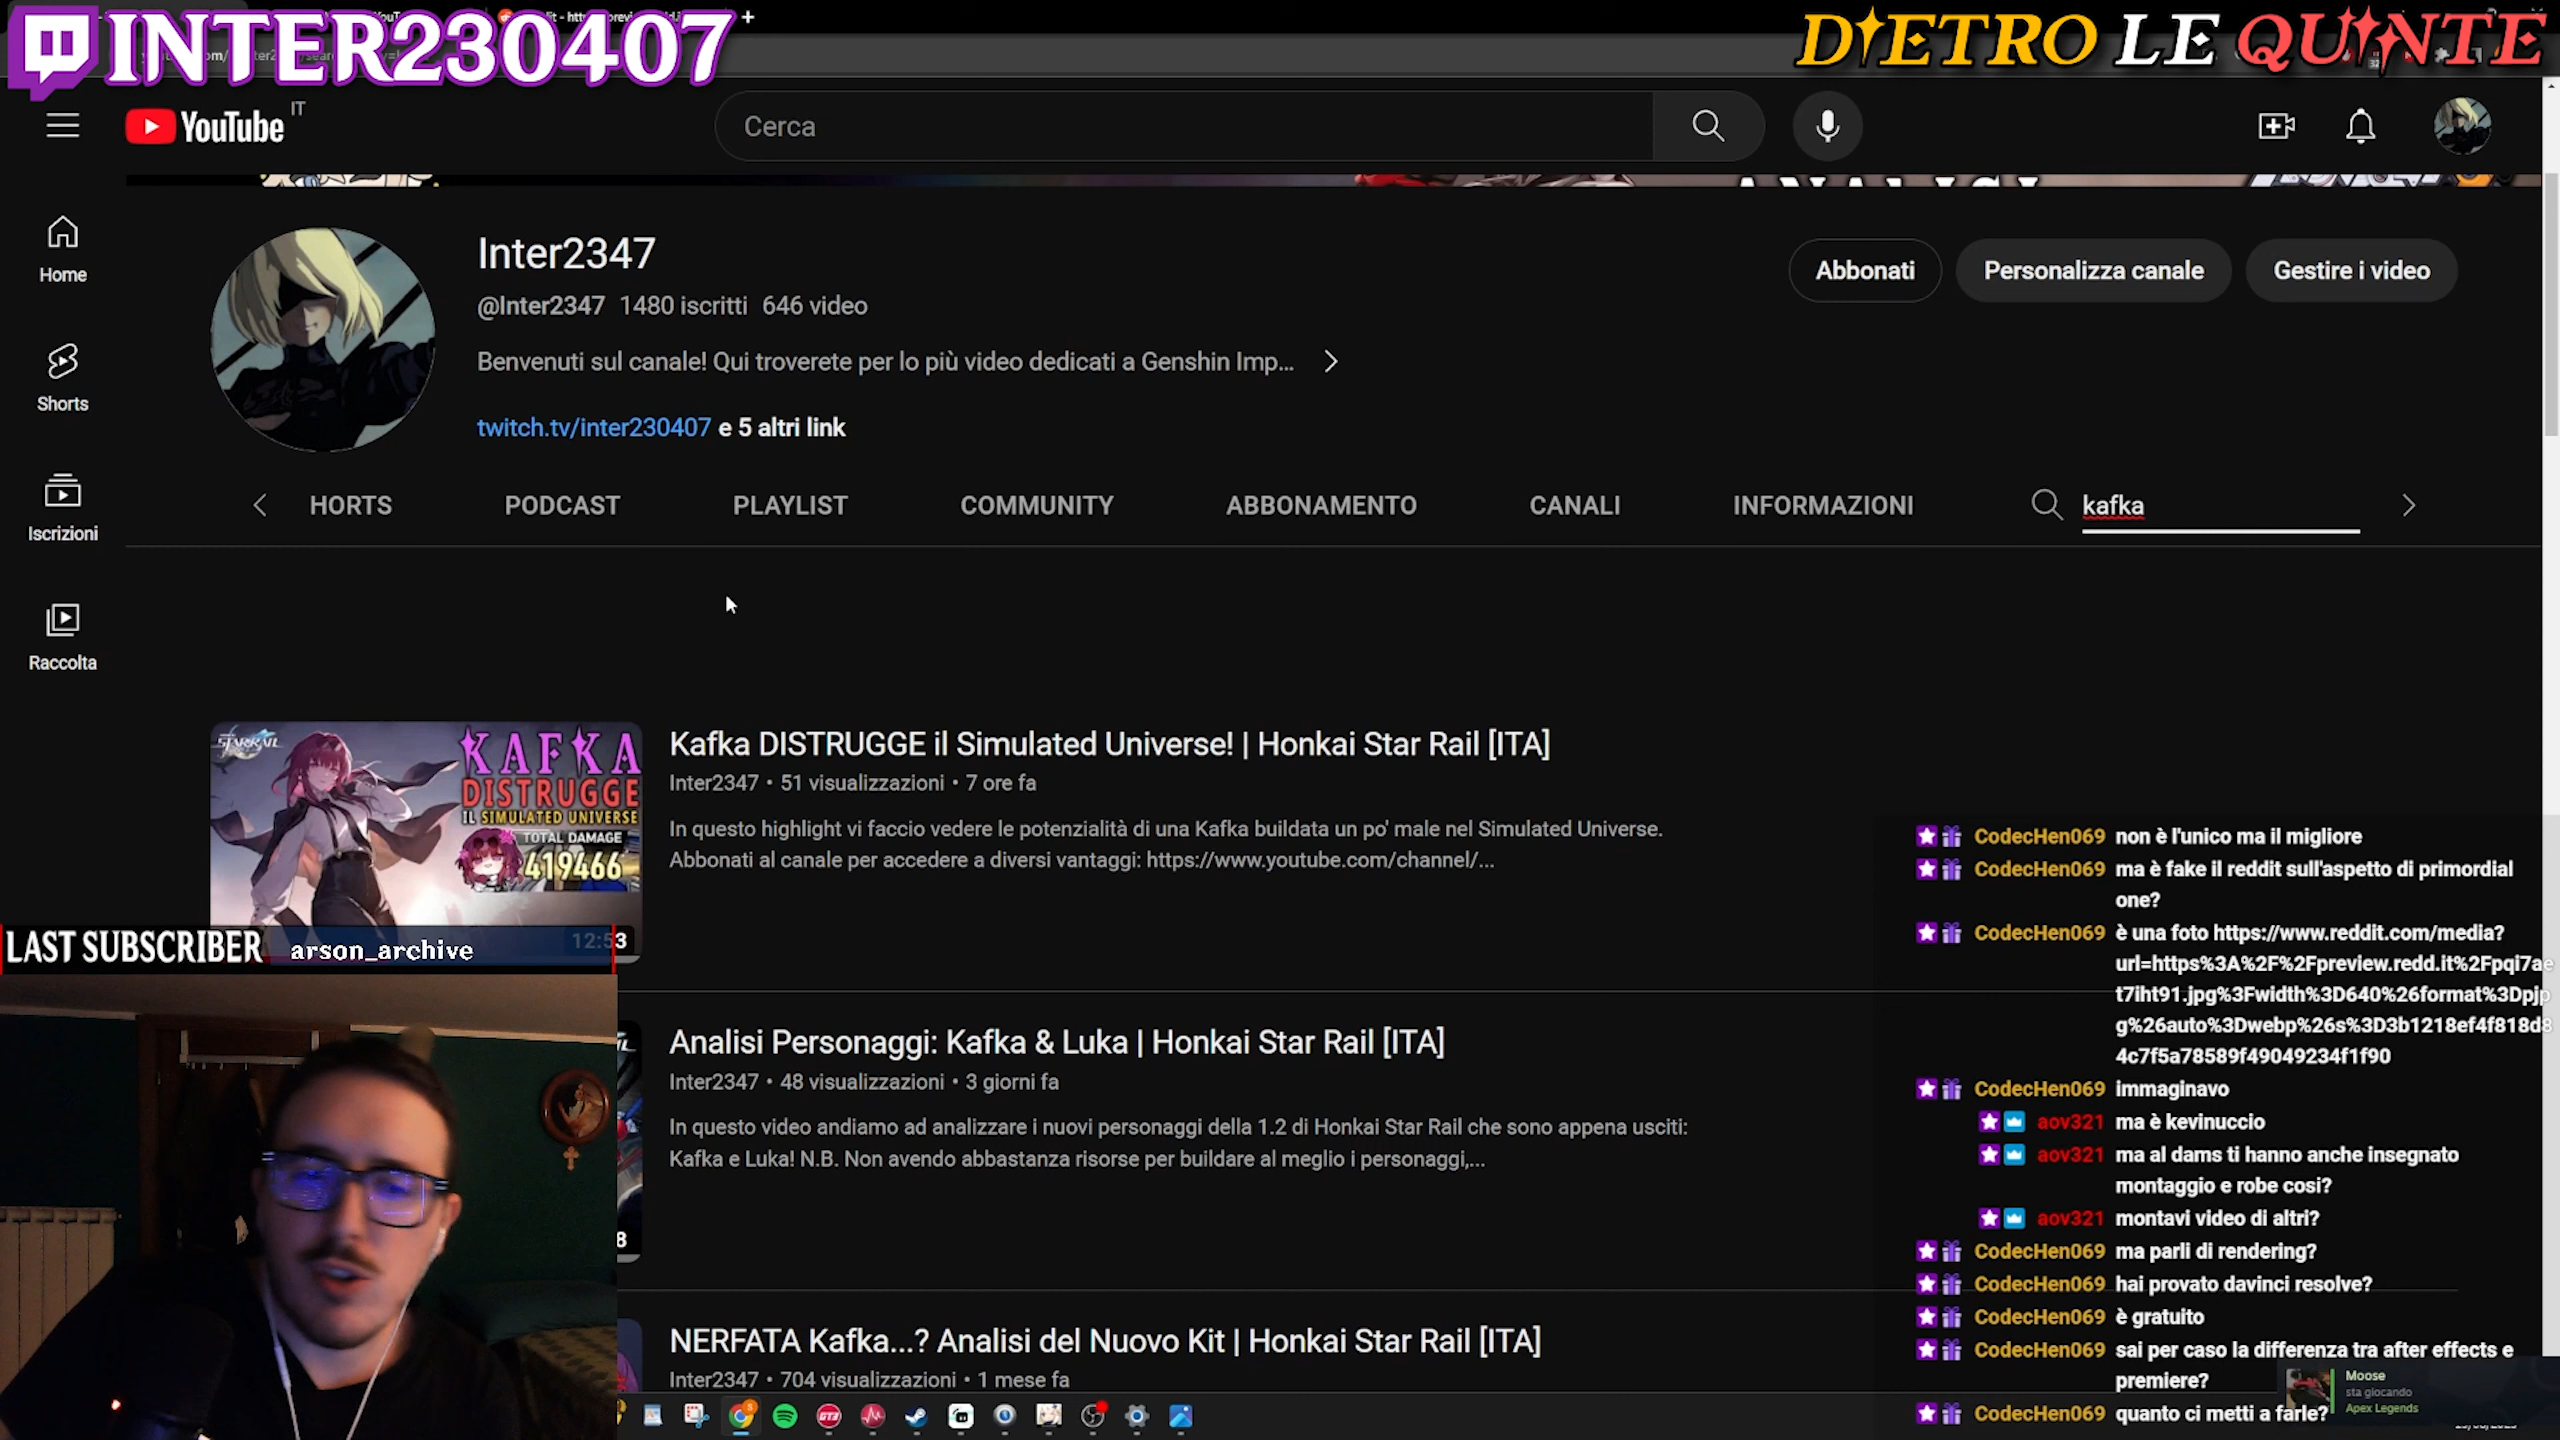 INTER230407
DIETRO LE QUINTE
YouTube IT
Cerca
Home
Shorts
Iscrizioni
Raccolta
Inter2347
@Inter2347 1480 iscritti 646 video
Benvenuti sul canale! Qui troverete per lo più video dedicati a Genshin Imp...
twitch.tv/inter230407 e 5 altri link
Abbonati
Personalizza canale
Gestire i video
HORTS PODCAST PLAYLIST COMMUNITY ABBONAMENTO CANALI INFORMAZIONI kafka
STAR RAIL
KAFKA
DISTRUGGE
IL SIMULATED UNIVERSE
TOTAL DAMAGE
419466
12:53
Kafka DISTRUGGE il Simulated Universe! | Honkai Star Rail [ITA]
Inter2347 • 51 visualizzazioni • 7 ore fa
In questo highlight vi faccio vedere le potenzialità di una Kafka buildata un po' male nel Simulated Universe.
Abbonati al canale per accedere a diversi vantaggi: https://www.youtube.com/channel/...
LAST SUBSCRIBER arson_archive
Analisi Personaggi: Kafka & Luka | Honkai Star Rail [ITA]
Inter2347 • 48 visualizzazioni • 3 giorni fa
In questo video andiamo ad analizzare i nuovi personaggi della 1.2 di Honkai Star Rail che sono appena usciti:
Kafka e Luka! N.B. Non avendo abbastanza risorse per buildare al meglio i personaggi,...
8
NERFATA Kafka...? Analisi del Nuovo Kit | Honkai Star Rail [ITA]
Inter2347 • 704 visualizzazioni • 1 mese fa
CodecHen069 non è l'unico ma il migliore
CodecHen069 ma è fake il reddit sull'aspetto di primordial
one?
CodecHen069 è una foto https://www.reddit.com/media?
url=https%3A%2F%2Fpreview.redd.it%2Fpqi7ae
t7iht91.jpg%3Fwidth%3D640%26format%3Dpjp
g%26auto%3Dwebp%26s%3D3b1218ef4f818d8
4c7f5a78589f49049234f1f90
CodecHen069 immaginavo
aov321 ma è kevinuccio
aov321 ma al dams ti hanno anche insegnato
montaggio e robe cosi?
aov321 montavi video di altri?
CodecHen069 ma parli di rendering?
CodecHen069 hai provato davinci resolve?
CodecHen069 è gratuito
CodecHen069 sai per caso la differenza tra after effects e
premiere?
CodecHen069 quanto ci metti a farle?
Moose
sta giocando
Apex Legends